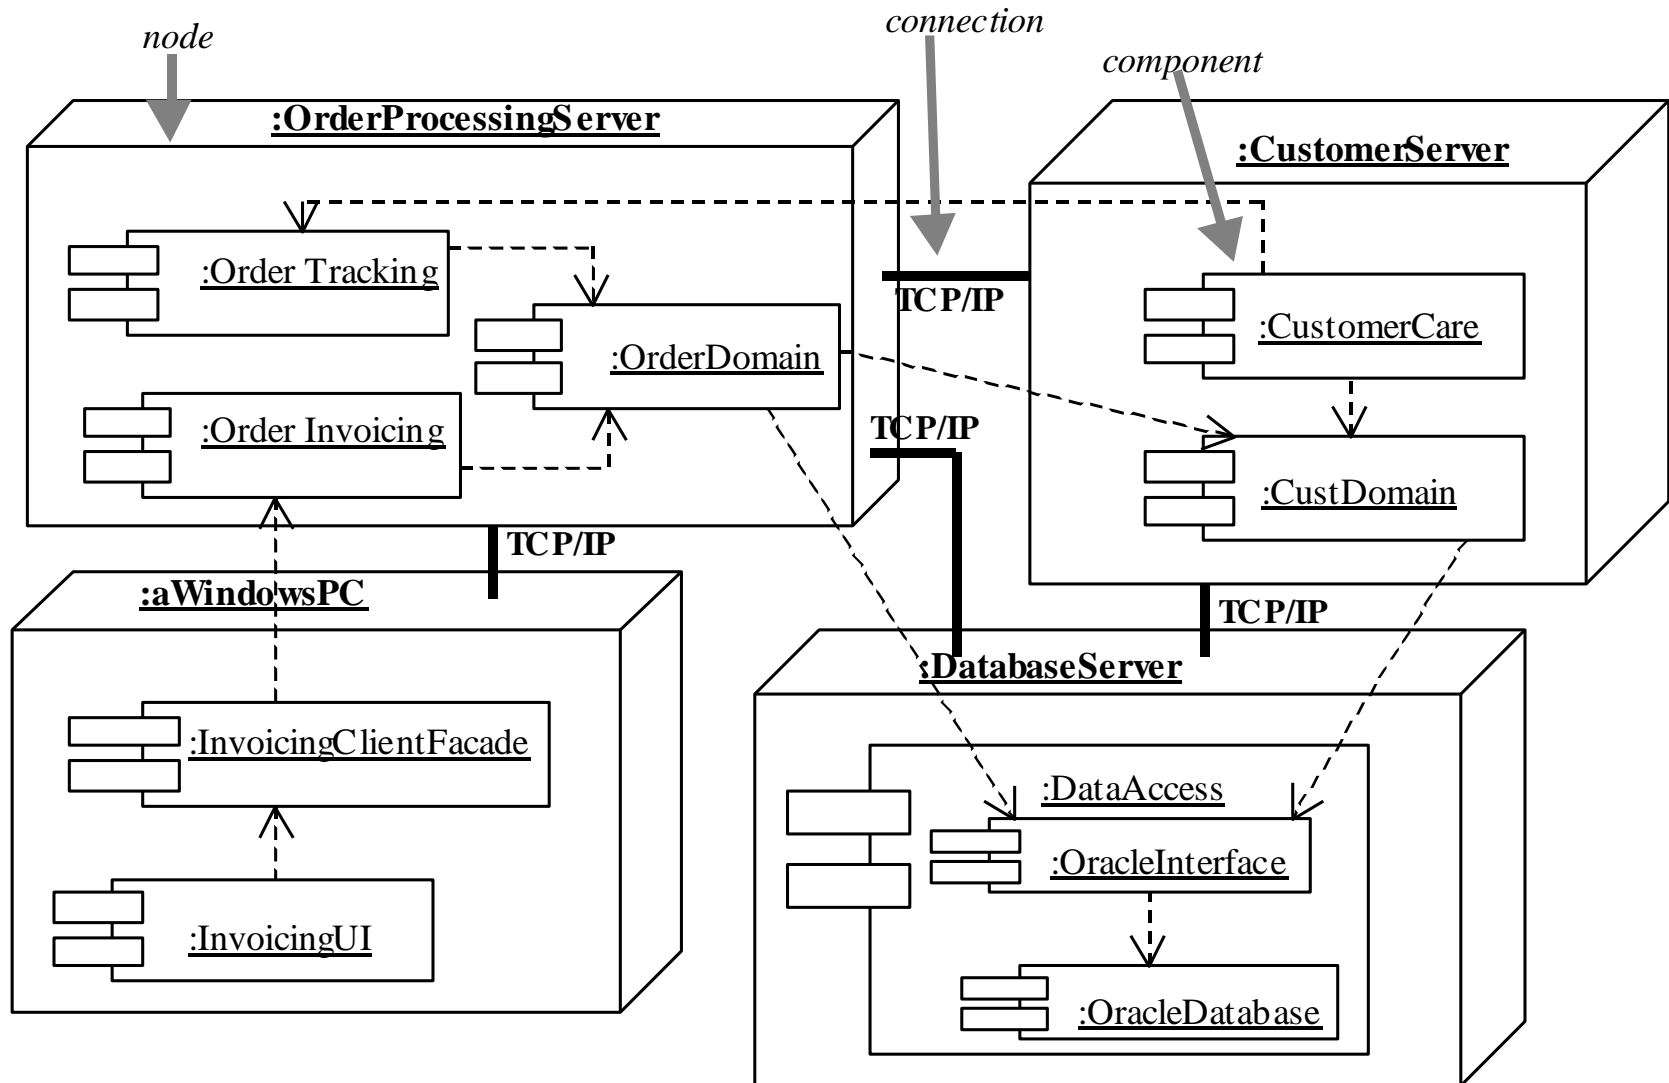 node
connection
component
:OrderProcessingServer
:CustomerServer
:Order Tracking
TCP/IP
:CustomerCare
:OrderDomain
:Order Invoicing
TCP/IP
:CustDomain
TCP/IP
:aWindowsPC
TCP/IP
:DatabaseServer
:InvoicingClientFacade
:DataAccess
:OracleInterface
:InvoicingUI
:OracleDatabase